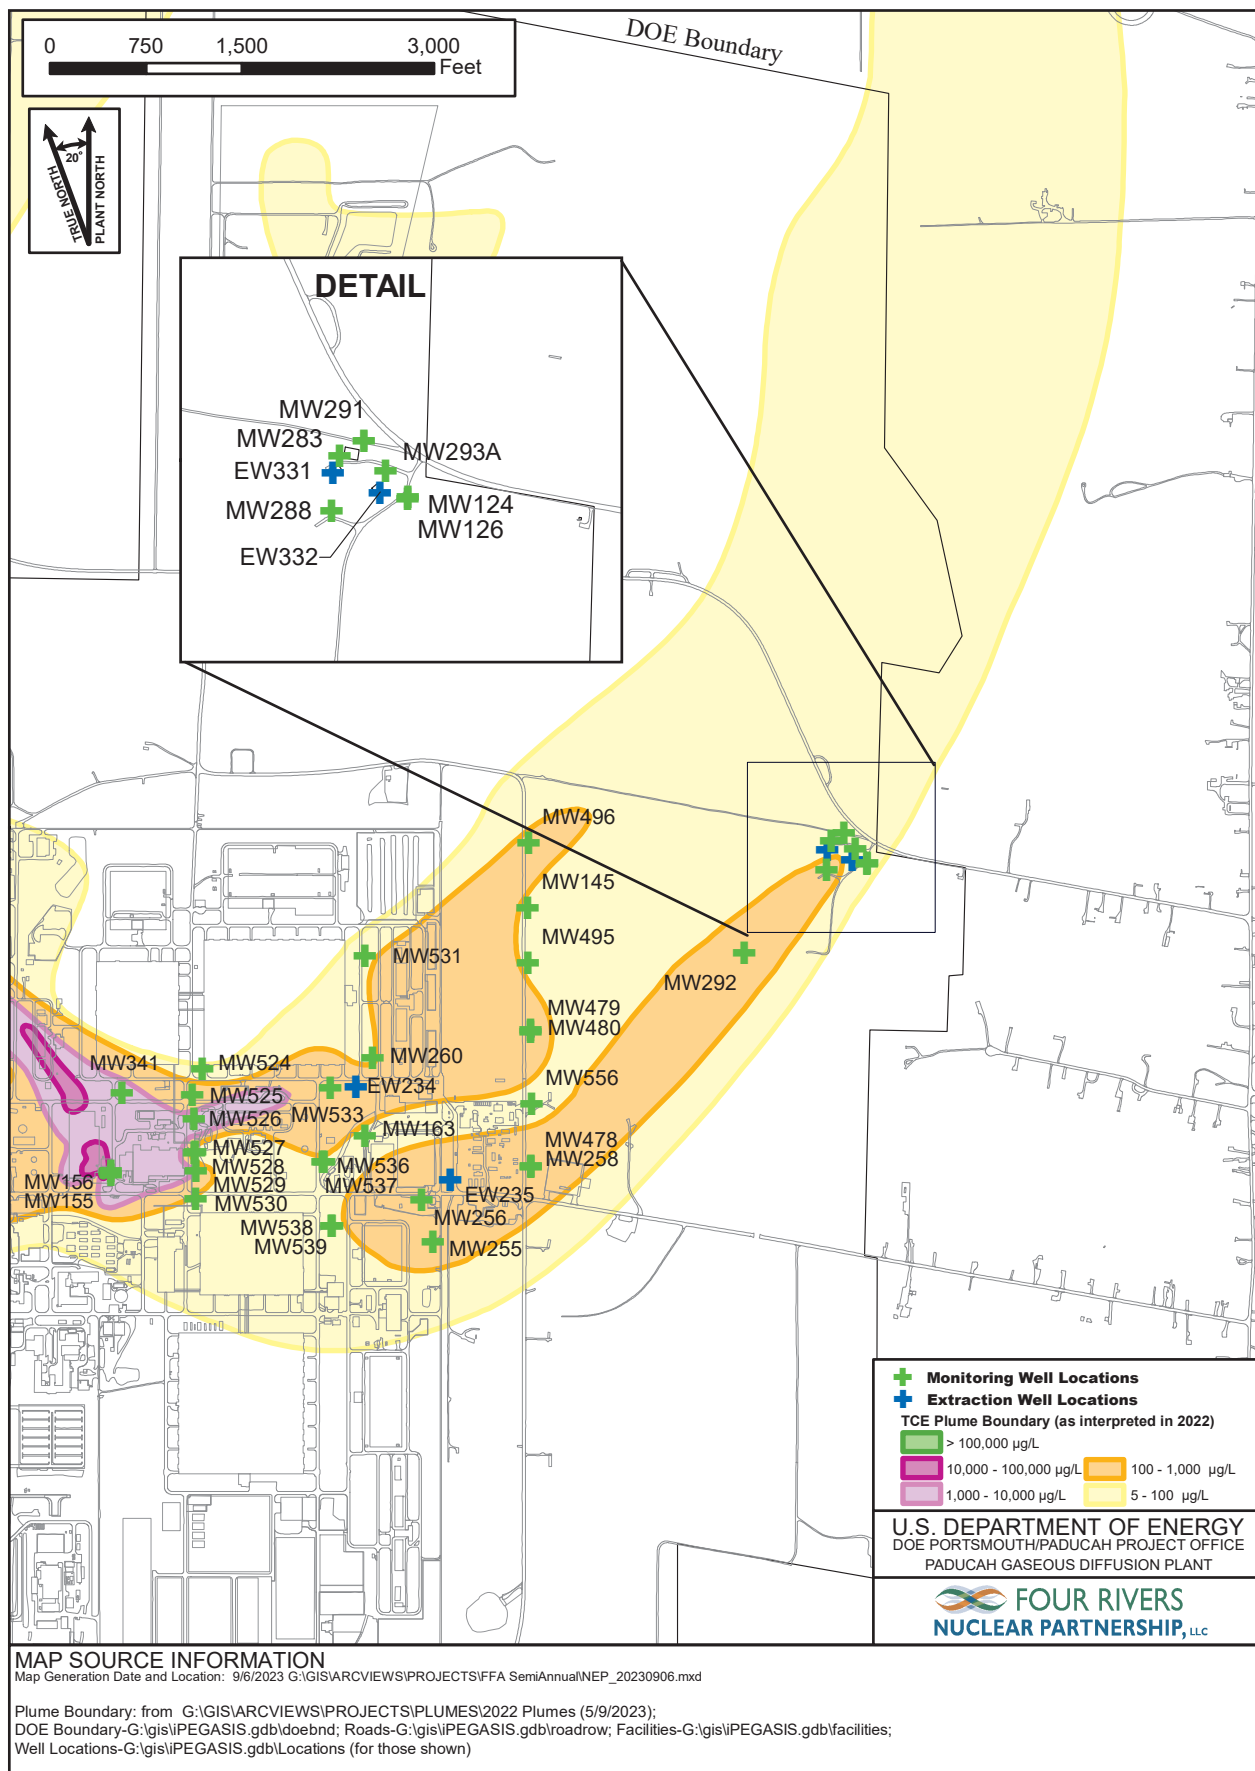 0 750 1,500 3,000
Feet
DOE Boundary
20°
TRUE NORTH
PLANT NORTH
DETAIL
MW291
MW283
MW293A
EW331
MW288
MW124
MW126
EW332
MW496
MW145
MW495
MW531
MW292
MW479
MW480
MW341
MW524
MW260
EW234
MW525
MW556
MW526
MW533
MW163
MW527
MW478
MW528
MW536
MW258
MW156
MW529
MW537
EW235
MW155
MW530
MW256
MW538
MW539
MW255
Monitoring Well Locations
Extraction Well Locations
TCE Plume Boundary (as interpreted in 2022)
> 100,000 µg/L
10,000 - 100,000 µg/L
100 - 1,000 µg/L
1,000 - 10,000 µg/L
5 - 100 µg/L
U.S. DEPARTMENT OF ENERGY
DOE PORTSMOUTH/PADUCAH PROJECT OFFICE
PADUCAH GASEOUS DIFFUSION PLANT
FOUR RIVERS
NUCLEAR PARTNERSHIP, LLC
MAP SOURCE INFORMATION
Map Generation Date and Location: 9/6/2023 G:\GIS\ARCVIEWS\PROJECTS\FFA SemiAnnual\NEP_20230906.mxd
Plume Boundary: from G:\GIS\ARCVIEWS\PROJECTS\PLUMES\2022 Plumes (5/9/2023);
DOE Boundary-G:\gis\iPEGASIS.gdb\doebnd; Roads-G:\gis\iPEGASIS.gdb\roadrow; Facilities-G:\gis\iPEGASIS.gdb\facilities;
Well Locations-G:\gis\iPEGASIS.gdb\Locations (for those shown)